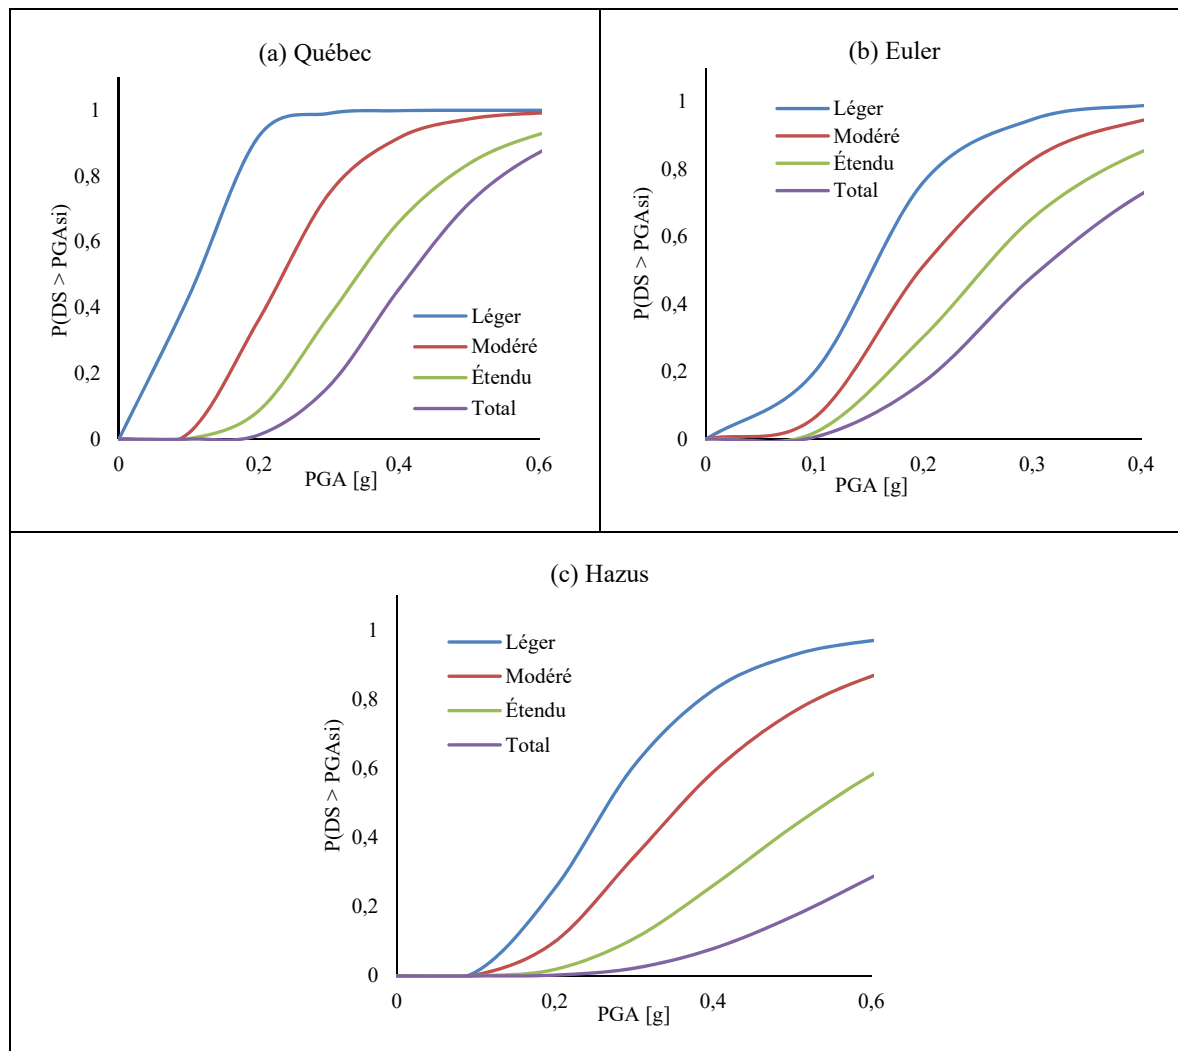 (a) Québec
P(DS > PGAsi)
1
0,8
0,6
0,4
0,2
0
Léger
Modéré
Étendu
Total
0 0,2 0,4 0,6
PGA [g]
(b) Euler
P(DS > PGAsi)
1
0,8
0,6
0,4
0,2
0
Léger
Modéré
Étendu
Total
0 0,1 0,2 0,3 0,4
PGA [g]
(c) Hazus
P(DS > PGAsi)
1
0,8
0,6
0,4
0,2
0
Léger
Modéré
Étendu
Total
0 0,2 0,4 0,6
PGA [g]